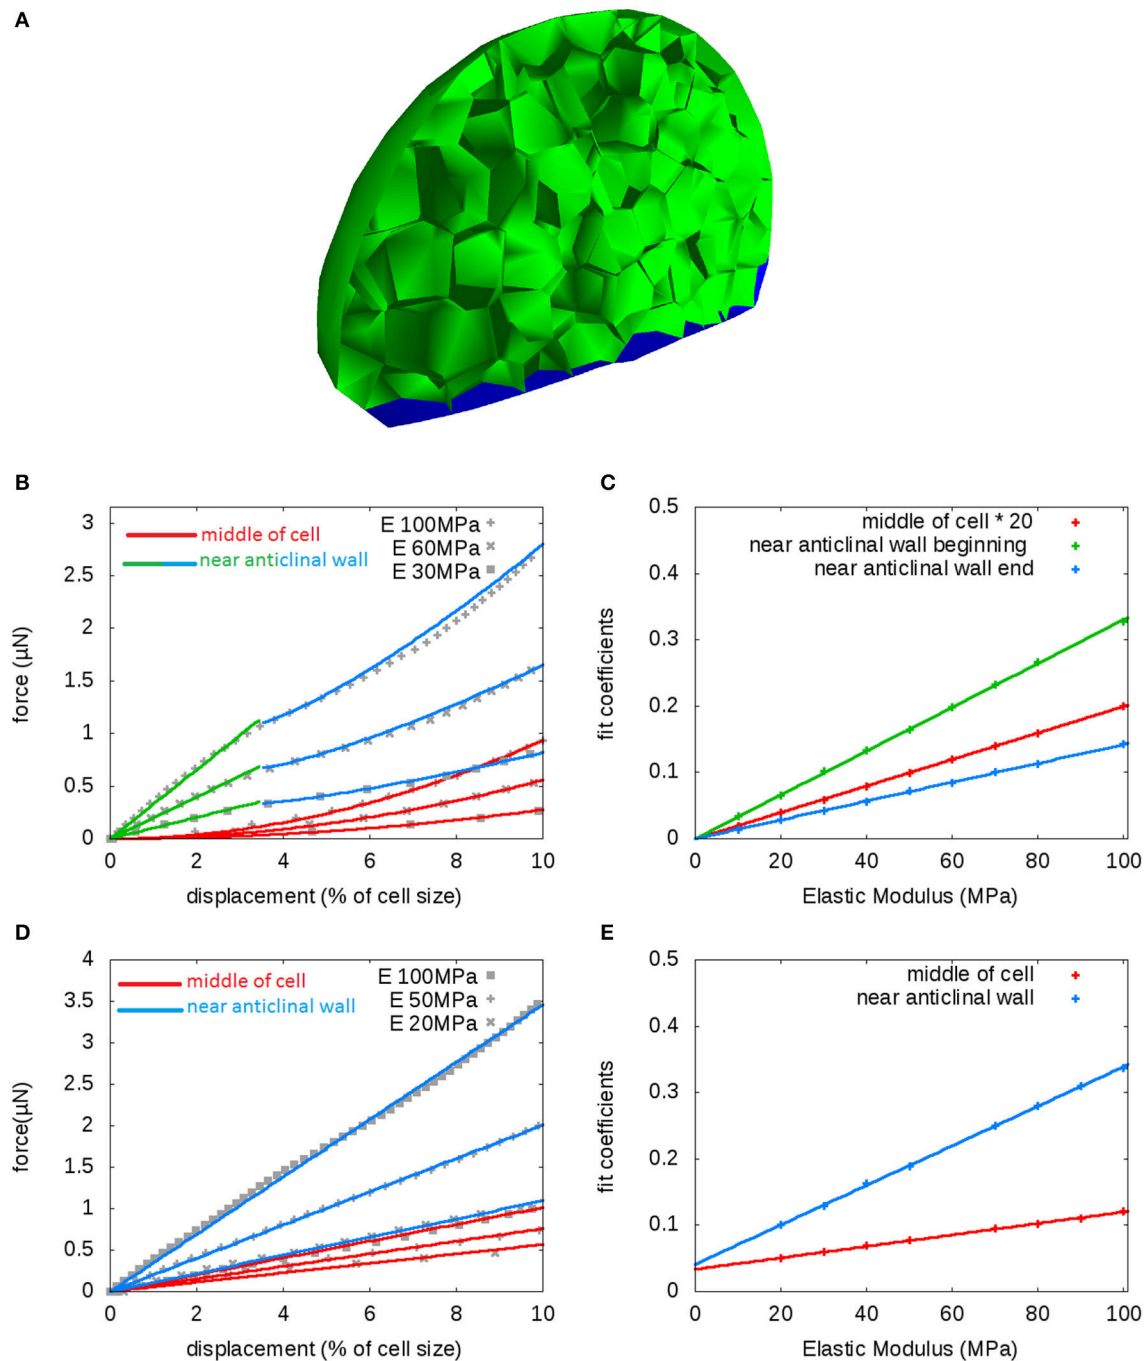 A
B
3
2.5
2
1.5
1
0.5
0
force (µN)
middle of cell
near anticlinal wall
E 100MPa
E 60MPa
E 30MPa
0 2 4 6 8 10
displacement (% of cell size)
C
0.5
0.4
0.3
0.2
0.1
0
fit coefficients
middle of cell * 20
near anticlinal wall beginning
near anticlinal wall end
0 20 40 60 80 100
Elastic Modulus (MPa)
D
4
3.5
3
2.5
2
1.5
1
0.5
0
force(µN)
middle of cell
near anticlinal wall
E 100MPa
E 50MPa
E 20MPa
0 2 4 6 8 10
displacement (% of cell size)
E
0.5
0.4
0.3
0.2
0.1
0
fit coefficients
middle of cell
near anticlinal wall
0 20 40 60 80 100
Elastic Modulus (MPa)